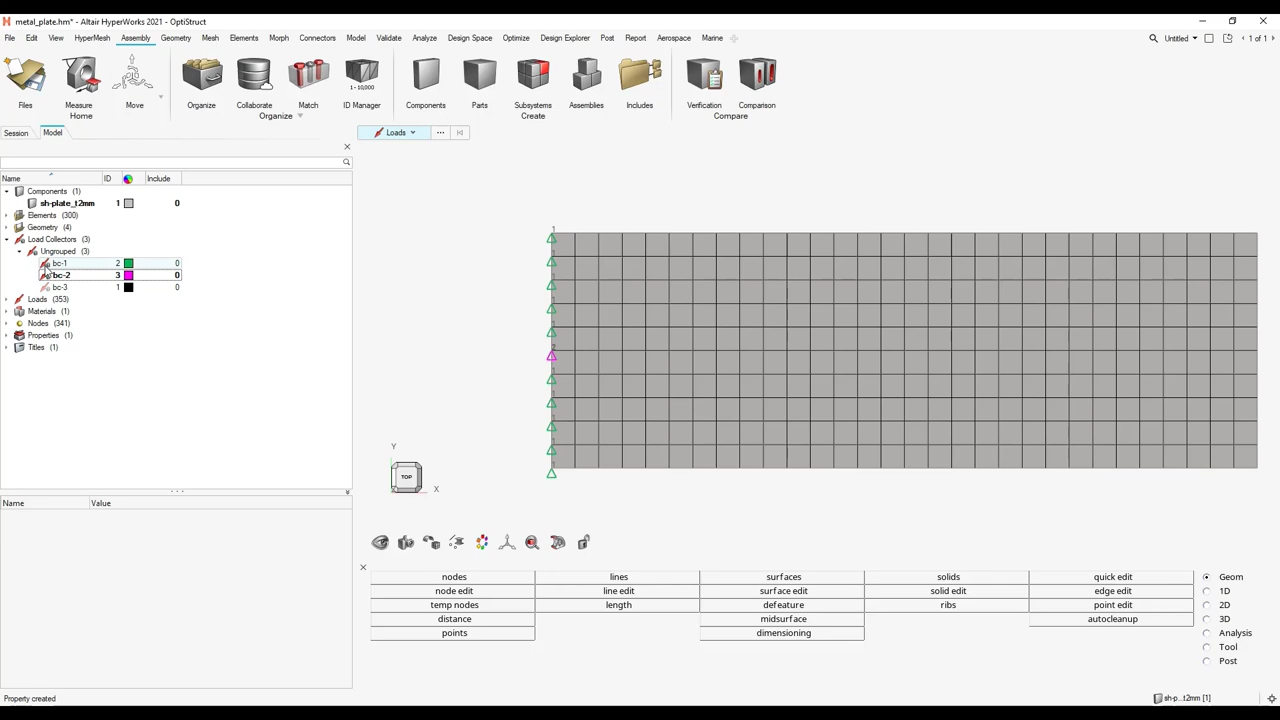 metal_plate.hm* - Altair HyperWorks 2021 - OptiStruct
File Edit View HyperMesh Assembly Geometry Mesh Elements Morph Connectors Model Validate Analyze Design Space Optimize Design Explorer Post Report Aerospace Marine Untitled 1 of 1
1 - 10,000
Files Measure Move Organize Collaborate Match ID Manager Components Parts Subsystems Assemblies Includes Verification Comparison
Home Organize Create Compare
Session Model Loads
Name ID Include
Components (1)
sh-plate_t2mm 1 0
Elements (300)
Geometry (4)
Load Collectors (3)
Ungrouped (3)
bc-1 2 0
bc-2 3 0
bc-3 1 0
Loads (353)
Materials (1)
Nodes (341)
Properties (1)
Titles (1)
Y
TOP
X
Name Value
nodes lines surfaces solids quick edit Geom
node edit line edit surface edit solid edit edge edit 1D
temp nodes length defeature ribs point edit 2D
distance midsurface autocleanup 3D
points dimensioning Analysis
Tool
Post
Property created sh-p...t2mm [1]